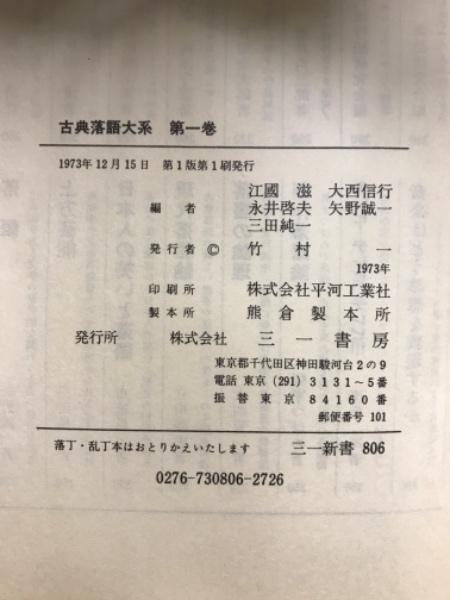 古典落語大系 第一巻
1973年12月15日 第1版第1刷発行
江國 滋 大西信行
編者 永井啓夫 矢野誠一
三田純一
発行者 © 竹村一
1973年
印刷所 株式会社平河工業社
製本所 熊倉製本所
発行所 株式会社 三一書房
東京都千代田区神田駿河台2の9
電話 東京 (291) 3131〜5番
振替東京 84160番
郵便番号 101
落丁・乱丁本はおとりかえいたします 三一新書 806
0276-730806-2726